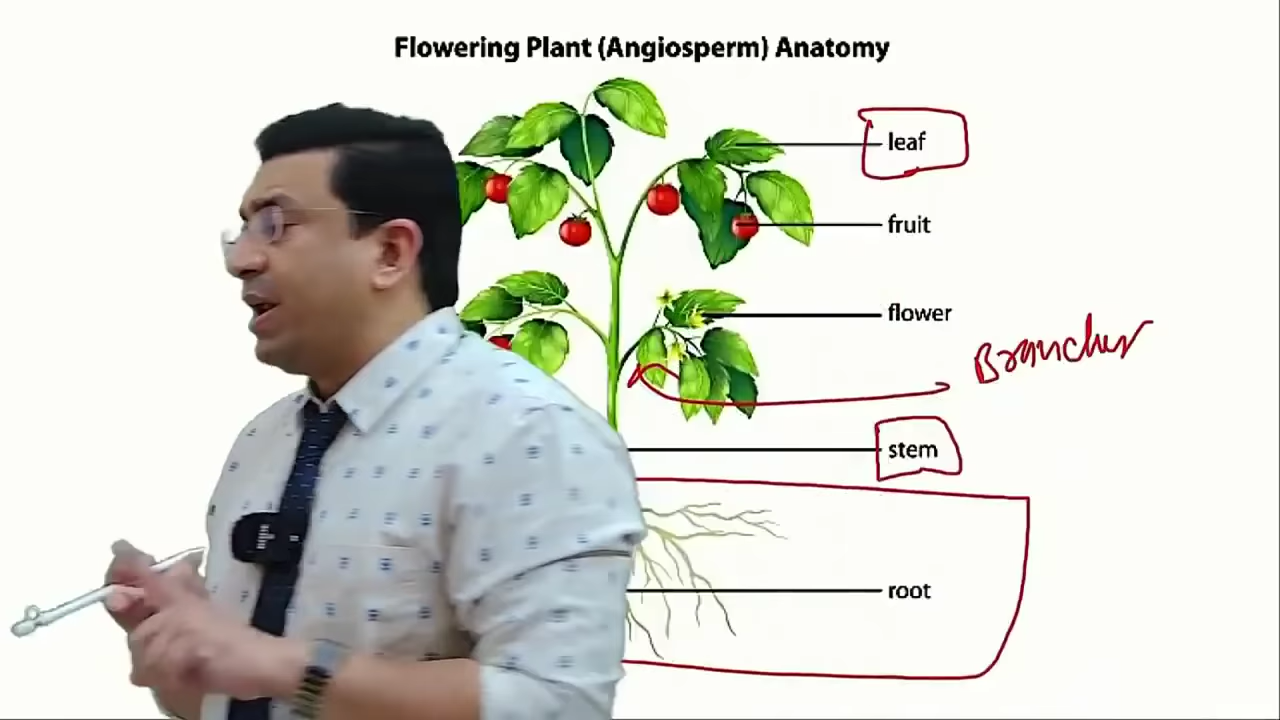 Flowering Plant (Angiosperm) Anatomy
leaf
fruit
flower
Branches
stem
root